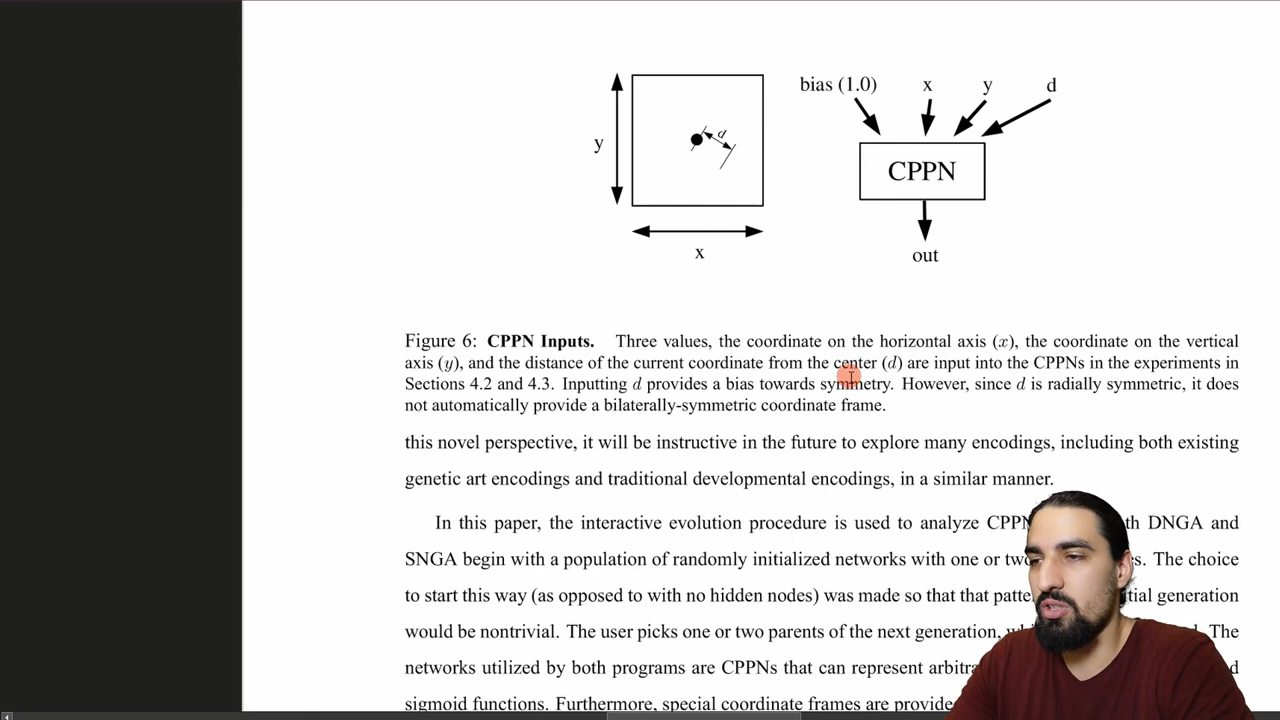 bias (1.0) x y d
d
y
CPPN
x
out
Figure 6: CPPN Inputs. Three values, the coordinate on the horizontal axis (x), the coordinate on the vertical
axis (y), and the distance of the current coordinate from the center (d) are input into the CPPNs in the experiments in
Sections 4.2 and 4.3. Inputting d provides a bias towards symmetry. However, since d is radially symmetric, it does
not automatically provide a bilaterally-symmetric coordinate frame.
this novel perspective, it will be instructive in the future to explore many encodings, including both existing
genetic art encodings and traditional developmental encodings, in a similar manner.
In this paper, the interactive evolution procedure is used to analyze DNGA and
SNGA begin with a population of randomly initialized networks with one or The choice
to start this way (as opposed to with no hidden nodes) was made so that that generation
would be nontrivial. The user picks one or two parents of the next generation, The
networks utilized by both programs are CPPNs that can represent
sigmoid functions. Furthermore, special coordinate frames are